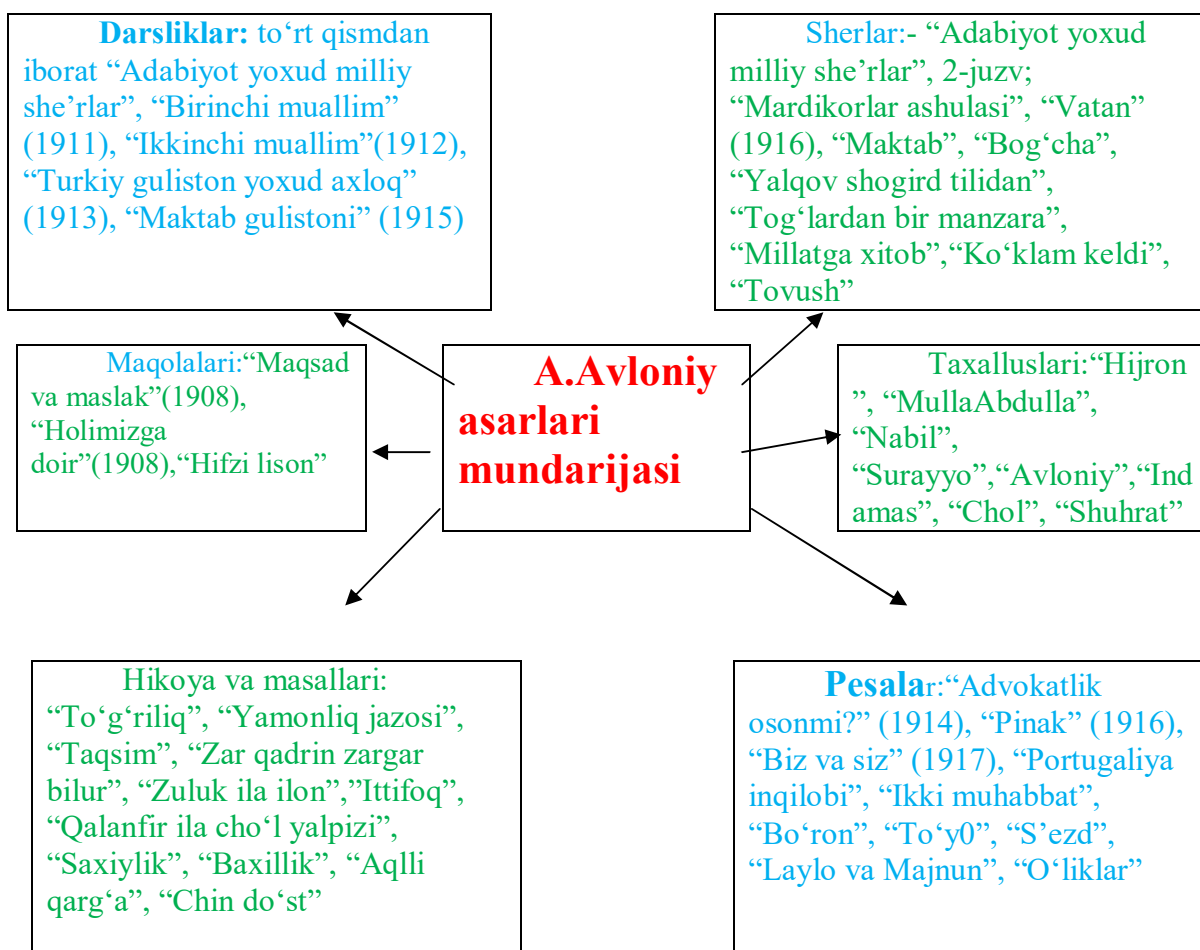 Darsliklar: to‘rt qismdan
iborat “Adabiyot yoxud milliy
she’rlar”, “Birinchi muallim”
(1911), “Ikkinchi muallim”(1912),
“Turkiy guliston yoxud axloq”
(1913), “Maktab gulistoni” (1915)
Sherlar:- “Adabiyot yoxud
milliy she’rlar”, 2-juzv;
“Mardikorlar ashulasi”, “Vatan”
(1916), “Maktab”, “Bog‘cha”,
“Yalqov shogird tilidan”,
“Tog‘lardan bir manzara”,
“Millatga xitob”,“Ko‘klam keldi”,
“Tovush”
Maqolalari:“Maqsad
va maslak”(1908),
“Holimizga
doir”(1908),“Hifzi lison”
A.Avloniy
asarlari
mundarijasi
Taxalluslari:“Hijron
”, “MullaAbdulla”,
“Nabil”,
“Surayyo”,“Avloniy”,“Ind
amas”, “Chol”, “Shuhrat”
Hikoya va masallari:
“To‘g‘riliq”, “Yamonliq jazosi”,
“Taqsim”, “Zar qadrin zargar
bilur”, “Zuluk ila ilon”,“Ittifoq”,
“Qalanfir ila cho‘l yalpizi”,
“Saxiylik”, “Baxillik”, “Aqlli
qarg‘a”, “Chin do‘st”
Pesalar:“Advokatlik
osonmi?” (1914), “Pinak” (1916),
“Biz va siz” (1917), “Portugaliya
inqilobi”, “Ikki muhabbat”,
“Bo‘ron”, “To‘y0”, “S’ezd”,
“Laylo va Majnun”, “O‘liklar”